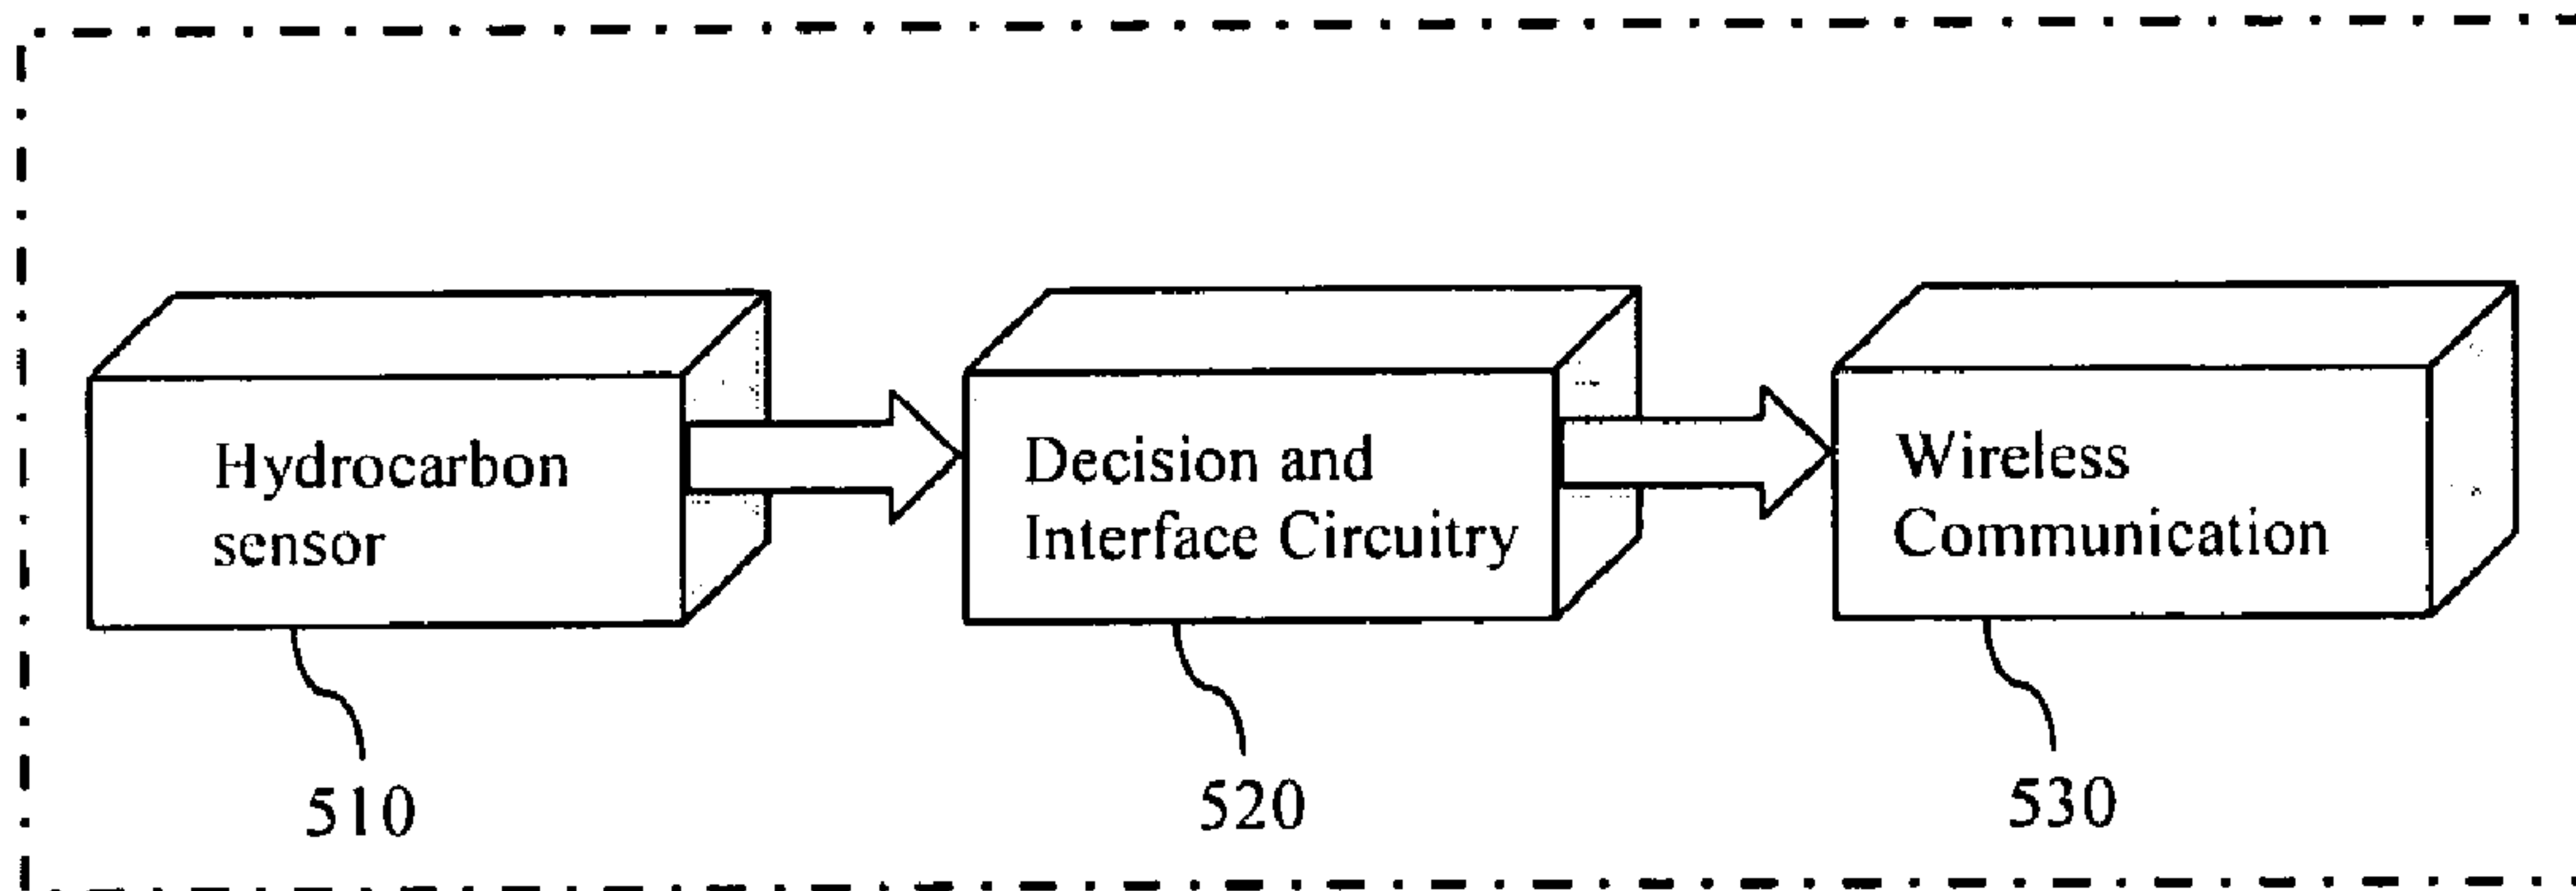 Hydrocarbon
sensor
Decision and
Interface Circuitry
Wireless
Communication
510
520
530